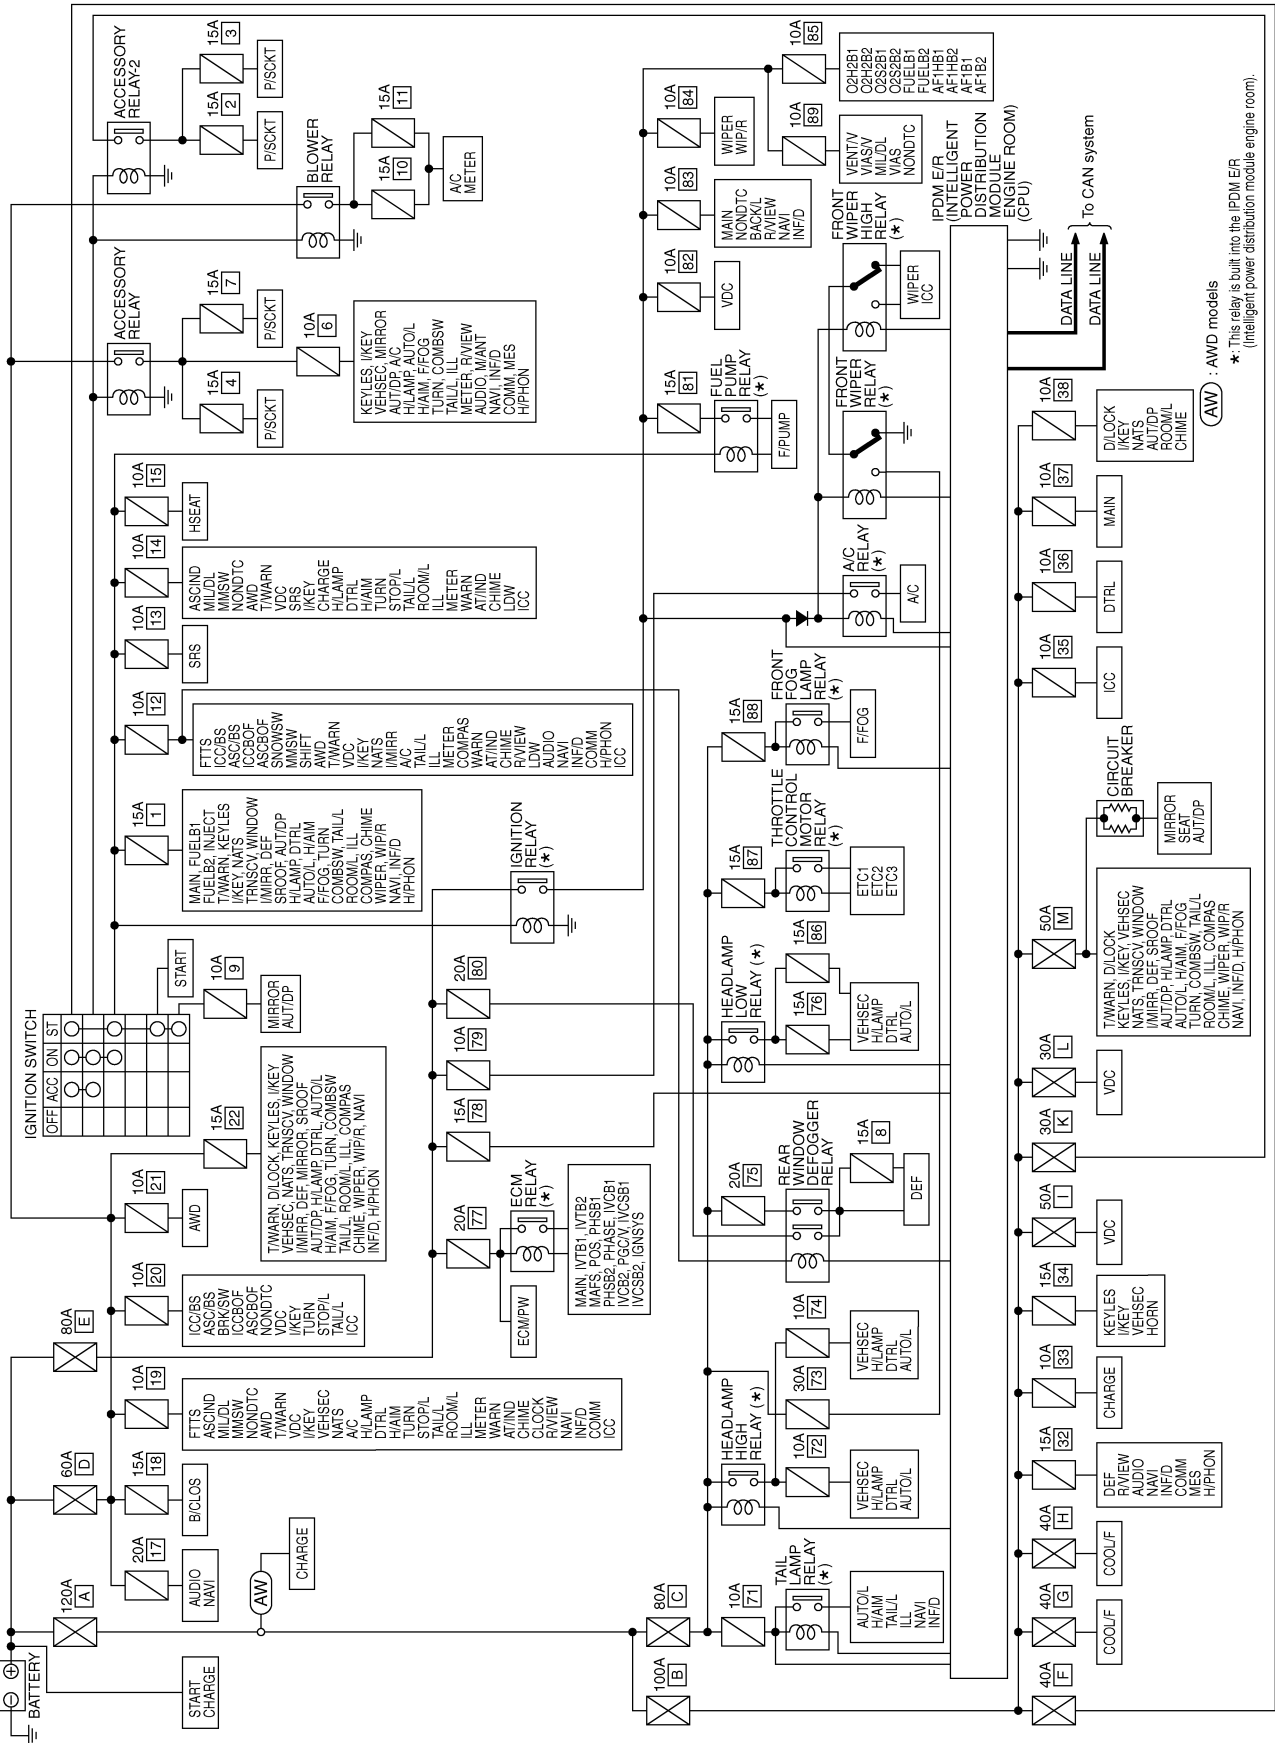 BATTERY
START
CHARGE
120A
A
AW
CHARGE
60A
D
80A
E
20A
17
AUDIO
NAVI
15A
18
B/CLOS
10A
19
FTTS
ASCIND
MIL/DL
MMSW
NONDTC
AWD
T/WARN
VDC
I/KEY
VEHSEC
NATS
A/C
H/LAMP
DTRL
H/AIM
TURN
STOP/L
TAIL/L
ROOM/L
ILL
METER
WARN
AT/IND
CHIME
CLOCK
R/VIEW
NAVI
INF/D
COMM
ICC
10A
20
ICC/BS
ASC/BS
BRK/SW
ICCBOF
ASCBOF
NONDTC
VDC
I/KEY
TURN
STOP/L
TAIL/L
ICC
10A
21
AWD
15A
22
T/WARN, D/LOCK, KEYLES, I/KEY
VEHSEC, NATS, TRNSCV, WINDOW
I/MIRR, DEF, MIRROR, SROOF
AUT/DP, H/LAMP, DTRL, AUTO/L
H/AIM, F/FOG, TURN, COMBSW
TAIL/L, ROOM/L, ILL, COMPAS
CHIME, WIPER, WIP/R, NAVI
INF/D, H/PHON
IGNITION SWITCH
OFF ACC ON ST
START
10A
9
MIRROR
AUT/DP
15A
1
MAIN, FUELB1
FUELB2, INJECT
T/WARN, KEYLES
I/KEY, NATS
TRNSCV, WINDOW
I/MIRR, DEF
SROOF, AUT/DP
H/LAMP, DTRL
AUTO/L, H/AIM
F/FOG, TURN
COMBSW, TAIL/L
ROOM/L, ILL
COMPAS, CHIME
WIPER, WIP/R
NAVI, INF/D
H/PHON
10A
12
FTTS
ICC/BS
ASC/BS
ICCBOF
ASCBOF
SNOWSW
MMSW
SHIFT
AWD
T/WARN
VDC
I/KEY
NATS
I/MIRR
A/C
TAIL/L
ILL
METER
COMPAS
WARN
AT/IND
CHIME
R/VIEW
LDW
AUDIO
NAVI
INF/D
COMM
H/PHON
ICC
10A
13
SRS
10A
14
ASCIND
MIL/DL
MMSW
NONDTC
AWD
T/WARN
VDC
SRS
I/KEY
CHARGE
H/LAMP
DTRL
H/AIM
TURN
STOP/L
TAIL/L
ROOM/L
ILL
METER
WARN
AT/IND
CHIME
LDW
ICC
10A
15
HSEAT
ACCESSORY
RELAY
15A
4
P/SCKT
15A
7
P/SCKT
10A
6
KEYLES, I/KEY
VEHSEC, MIRROR
AUT/DP, A/C
H/LAMP, AUTO/L
H/AIM, F/FOG
TURN, COMBSW
TAIL/L, ILL
METER, R/VIEW
AUDIO, M/ANT
NAVI, INF/D
COMM, MES
H/PHON
ACCESSORY
RELAY-2
15A
2
P/SCKT
15A
3
P/SCKT
BLOWER
RELAY
15A
10
15A
11
A/C
METER
IGNITION
RELAY
(*)
20A
77
ECM/PW
ECM
RELAY
(*)
MAIN, IVTB1, IVTB2
MAFS, POS, PHSB1
PHSB2, PHASE, IVCB1
IVCB2, PGC/V, IVCSB1
IVCSB2, IGNSYS
15A
78
10A
79
20A
80
100A
B
80A
C
10A
71
TAIL
LAMP
RELAY
(*)
AUTO/L
H/AIM
TAIL/L
ILL
NAVI
INF/D
HEADLAMP
HIGH
RELAY (*)
10A
72
VEHSEC
H/LAMP
DTRL
AUTO/L
30A
73
10A
74
VEHSEC
H/LAMP
DTRL
AUTO/L
20A
75
REAR
WINDOW
DEFOGGER
RELAY
15A
8
DEF
HEADLAMP
LOW
RELAY (*)
15A
76
15A
86
VEHSEC
H/LAMP
DTRL
AUTO/L
15A
87
THROTTLE
CONTROL
MOTOR
RELAY
(*)
ETC1
ETC2
ETC3
15A
88
FRONT
FOG
LAMP
RELAY
(*)
F/FOG
A/C
RELAY
(*)
A/C
15A
81
FUEL
PUMP
RELAY
(*)
F/PUMP
FRONT
WIPER
RELAY
(*)
10A
82
VDC
10A
83
MAIN
NONDTC
BACK/L
R/VIEW
NAVI
INF/D
10A
84
WIPER
WIP/R
FRONT
WIPER
HIGH
RELAY
(*)
WIPER
ICC
10A
89
VENT/V
VIAS/V
MIL/DL
VIAS
NONDTC
10A
85
O2H2B1
O2H2B2
O2S2B1
O2S2B2
FUELB1
FUELB2
AF1HB1
AF1HB2
AF1B1
AF1B2
IPDM E/R
(INTELLIGENT
POWER
DISTRIBUTION
MODULE
ENGINE ROOM)
(CPU)
DATA LINE
DATA LINE
To CAN system
40A
F
40A
G
COOL/F
40A
H
COOL/F
15A
32
DEF
R/VIEW
AUDIO
NAVI
INF/D
COMM
MES
H/PHON
10A
33
CHARGE
15A
34
KEYLES
I/KEY
VEHSEC
HORN
50A
I
VDC
30A
K
30A
L
VDC
50A
M
T/WARN, D/LOCK
KEYLES, I/KEY, VEHSEC
NATS, TRNSCV, WINDOW
I/MIRR, DEF, SROOF
AUT/DP, H/LAMP, DTRL
AUTO/L, H/AIM, F/FOG
TURN, COMBSW, TAIL/L
ROOM/L, ILL, COMPAS
CHIME, WIPER, WIP/R
NAVI, INF/D, H/PHON
CIRCUIT
BREAKER
MIRROR
SEAT
AUT/DP
10A
35
ICC
10A
36
DTRL
10A
37
MAIN
10A
38
D/LOCK
I/KEY
NATS
AUT/DP
ROOM/L
CHIME
AW : AWD models
*: This relay is built into the IPDM E/R
(Intelligent power distribution module engine room).